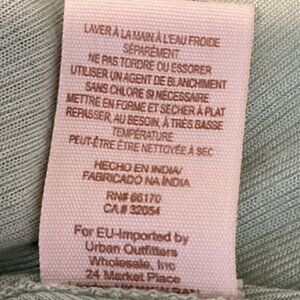 LAVER À LA MAIN À L'EAU FROIDE
SÉPARÉMENT
NE PAS TORDRE OU ESSORER
UTILISER UN AGENT DE BLANCHIMENT
SANS CHLORE SI NÉCESSAIRE
METTRE EN FORME ET SECHER À PLAT
REPASSER, AU BESOIN, À TRÈS BASSE
TEMPÉRATURE
PEUT-ÊTRE ÊTRE NETTOYÉE À SEC
HECHO EN INDIA/
FABRICADO NA ÍNDIA
RN# 66170
CA # 32054
For EU-Imported by
Urban Outfitters
Wholesale, Inc
24 Market Place